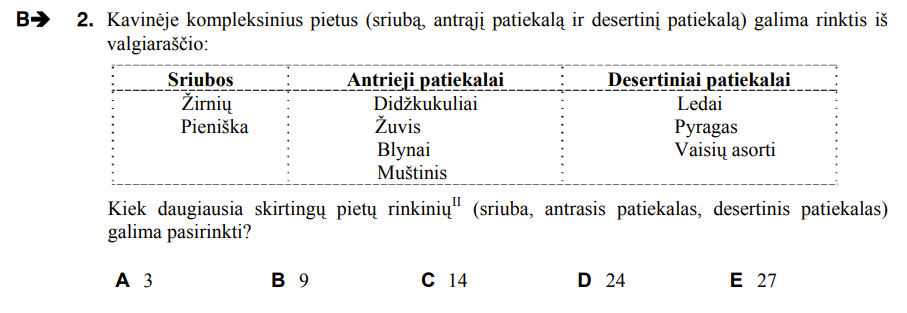 B➔ 2. Kavinėje kompleksinius pietus (sriubą, antrąjį patiekalą ir desertinį patiekalą) galima rinktis iš
valgiaraščio:
Sriubos Antrieji patiekalai Desertiniai patiekalai
Žirnių Didžkukuliai Ledai
Pieniška Žuvis Pyragas
Blynai Vaisių asorti
Muštinis
Kiek daugiausia skirtingų pietų rinkinių^II (sriuba, antrasis patiekalas, desertinis patiekalas)
galima pasirinkti?
A 3 B 9 C 14 D 24 E 27